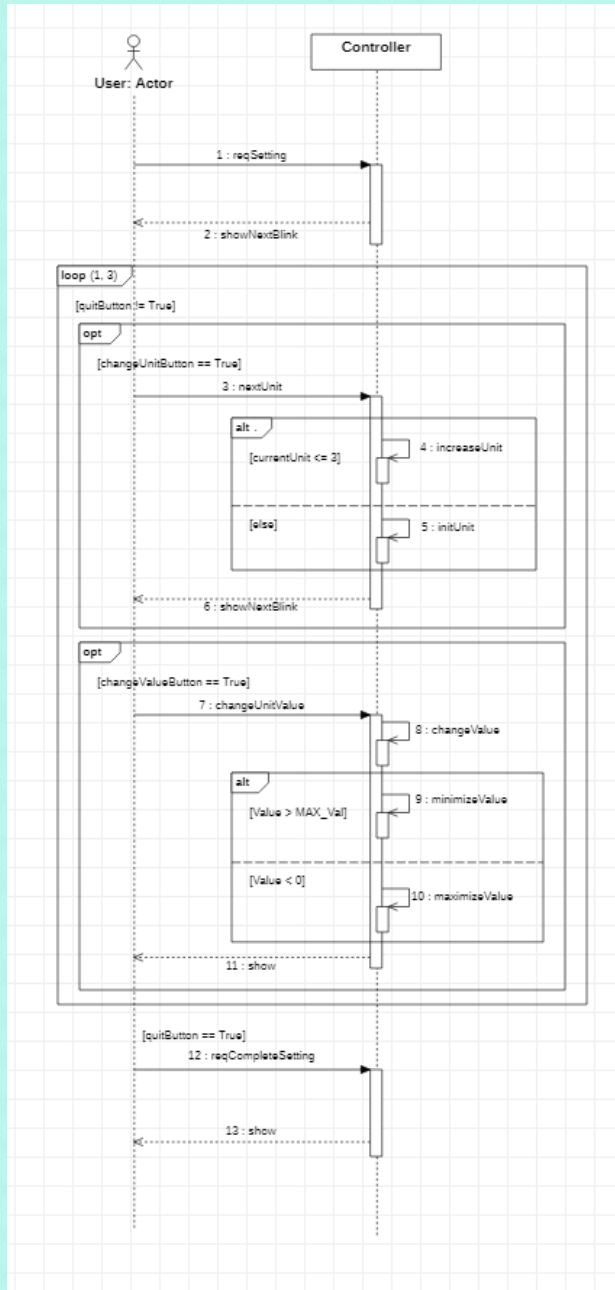 Controller
User: Actor
1 : reqSetting
2 : showNextBlink
loop (1, 3)
[quitButton != True]
opt
[changeUnitButton == True]
3 : nextUnit
alt .
[currentUnit <= 3]
4 : increaseUnit
[else]
5 : initUnit
6 : showNextBlink
opt
[changeValueButton == True]
7 : changeUnitValue
8 : changeValue
alt
[Value > MAX_Val]
9 : minimizeValue
[Value < 0]
10 : maximizeValue
11 : show
[quitButton == True]
12 : reqCompleteSetting
13 : show